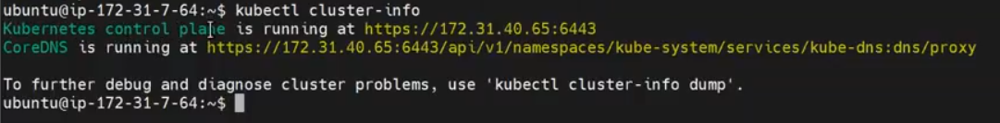 ubuntu@ip-172-31-7-64:~$ kubectl cluster-info
Kubernetes control plane is running at https://172.31.40.65:6443
CoreDNS is running at https://172.31.40.65:6443/api/v1/namespaces/kube-system/services/kube-dns:dns/proxy
To further debug and diagnose cluster problems, use 'kubectl cluster-info dump'.
ubuntu@ip-172-31-7-64:~$